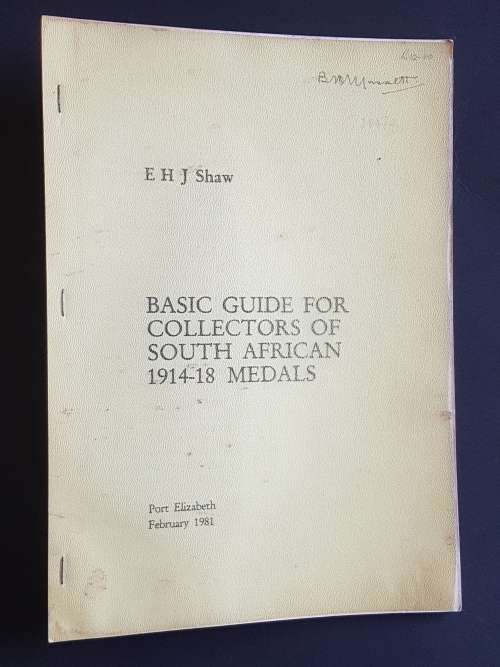 E H J Shaw
BASIC GUIDE FOR
COLLECTORS OF
SOUTH AFRICAN
1914-18 MEDALS
Port Elizabeth
February 1981